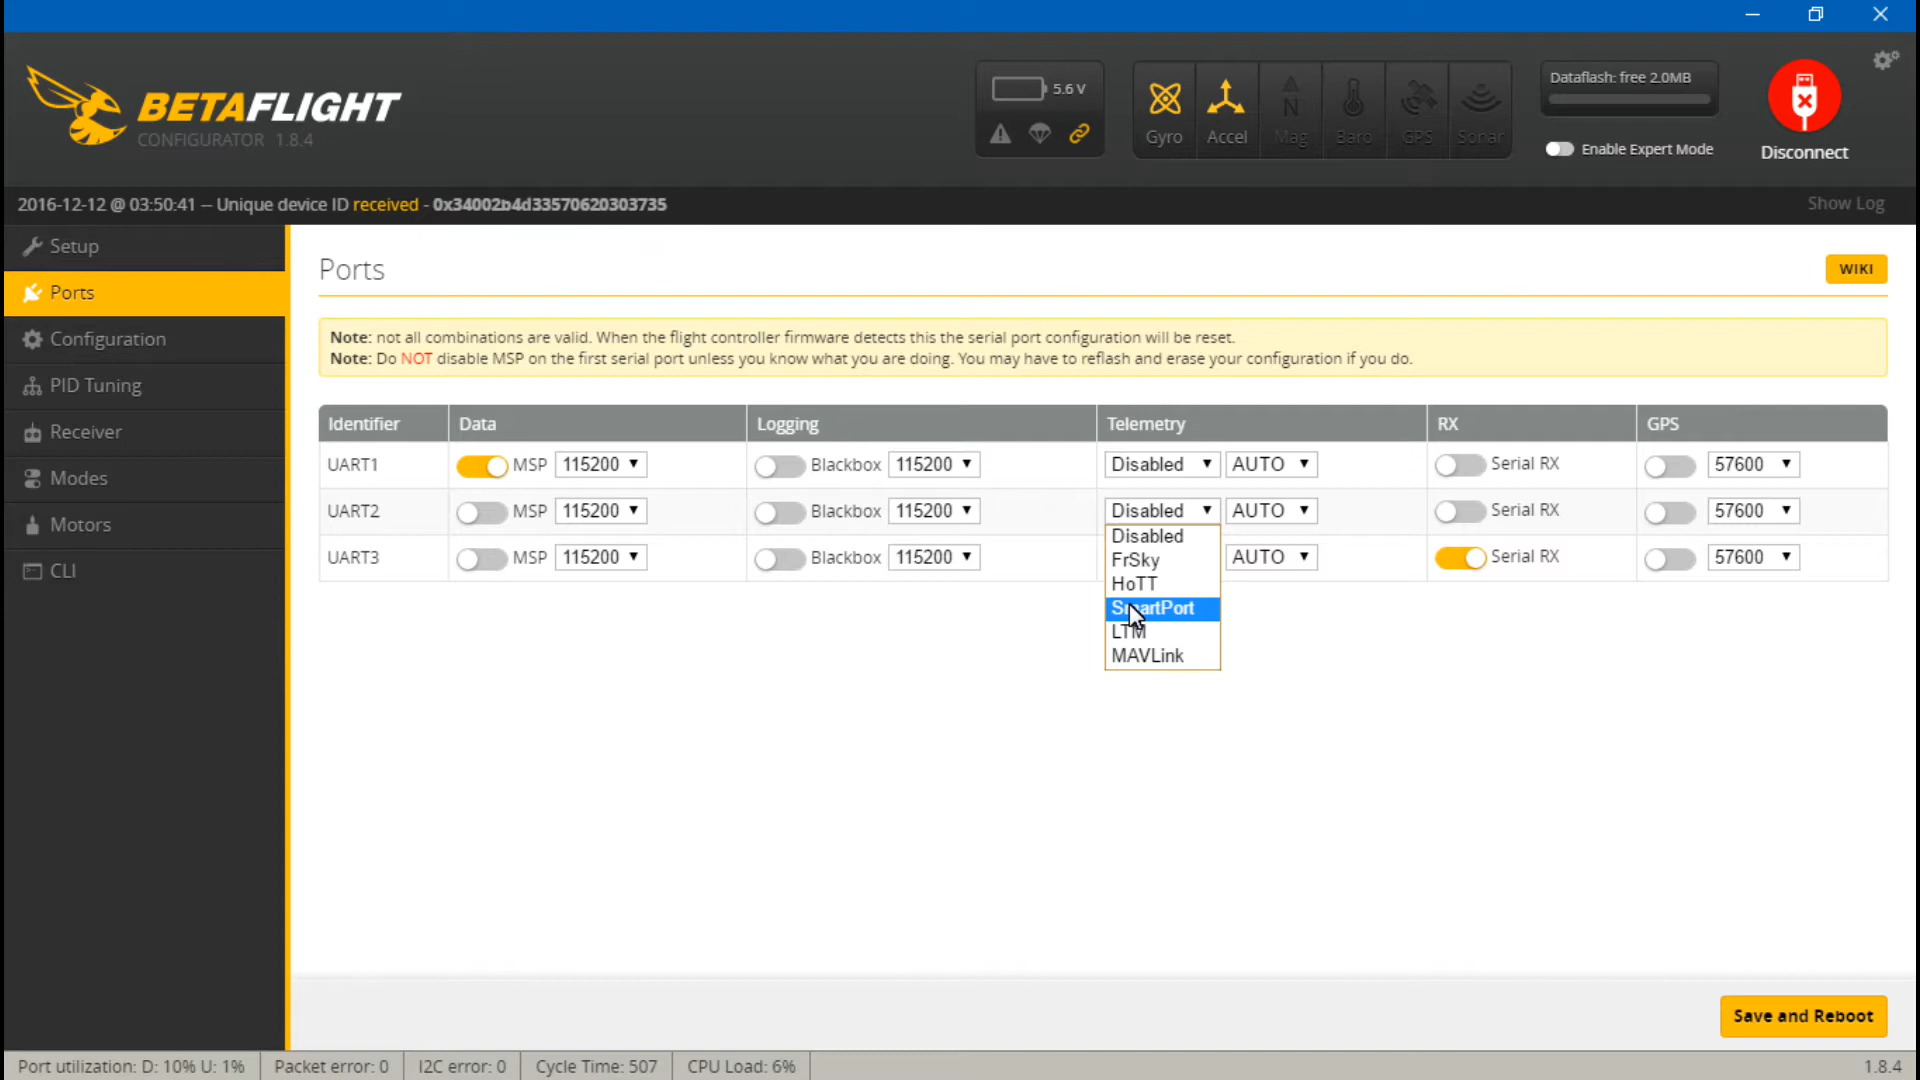 BETAFLIGHT
CONFIGURATOR 1.8.4
5.6 V
Gyro
Accel
Mag
Baro
GPS
Sonar
Dataflash: free 2.0MB
Enable Expert Mode
Disconnect
2016-12-12 @ 03:50:41 -- Unique device ID received - 0x34002b4d33570620303735
Show Log
Setup
Ports
Configuration
PID Tuning
Receiver
Modes
Motors
CLI
Ports
WIKI
Note: not all combinations are valid. When the flight controller firmware detects this the serial port configuration will be reset.
Note: Do NOT disable MSP on the first serial port unless you know what you are doing. You may have to reflash and erase your configuration if you do.
Identifier Data Logging Telemetry RX GPS
UART1 MSP 115200 Blackbox 115200 Disabled AUTO Serial RX 57600
UART2 MSP 115200 Blackbox 115200 Disabled AUTO Serial RX 57600
UART3 MSP 115200 Blackbox 115200 AUTO Serial RX 57600
Disabled
FrSky
HoTT
SmartPort
LTM
MAVLink
Save and Reboot
Port utilization: D: 10% U: 1% Packet error: 0 I2C error: 0 Cycle Time: 507 CPU Load: 6% 1.8.4